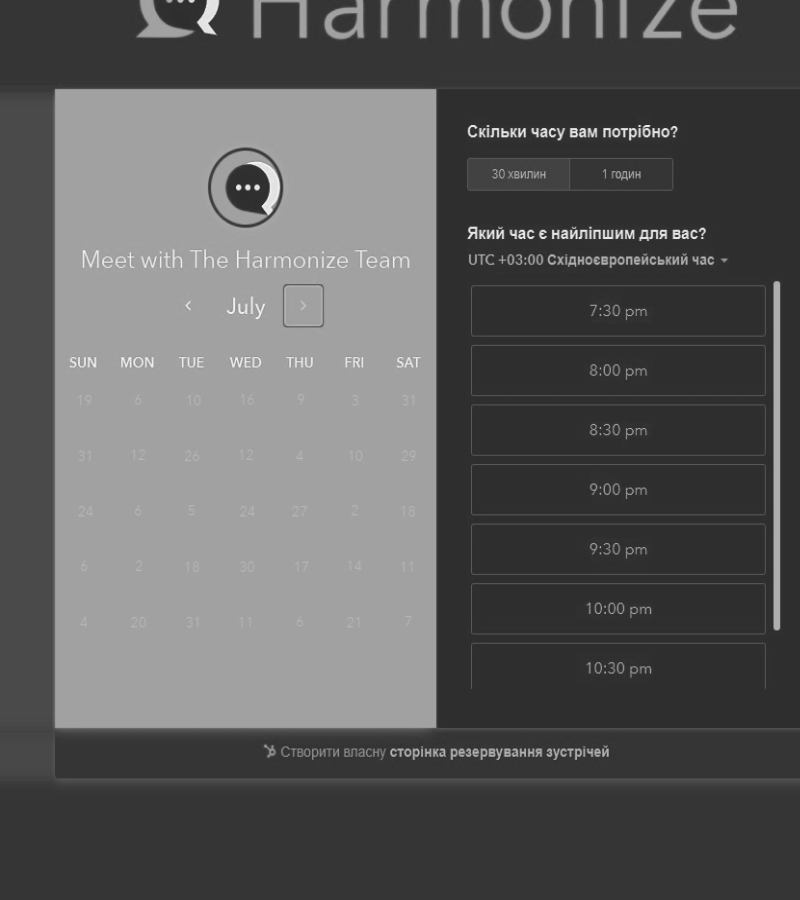 Harmonize
Meet with The Harmonize Team
July
SUN MON TUE WED THU FRI SAT
19 6 10 16 9 3 31
31 12 26 12 4 10 29
24 6 5 24 27 2 18
6 2 18 30 17 14 11
4 20 31 11 6 21 7
Скільки часу вам потрібно?
30 хвилин 1 годин
Який час є найліпшим для вас?
UTC +03:00 Східноєвропейський час
7:30 pm
8:00 pm
8:30 pm
9:00 pm
9:30 pm
10:00 pm
10:30 pm
Створити власну сторінка резервування зустрічей